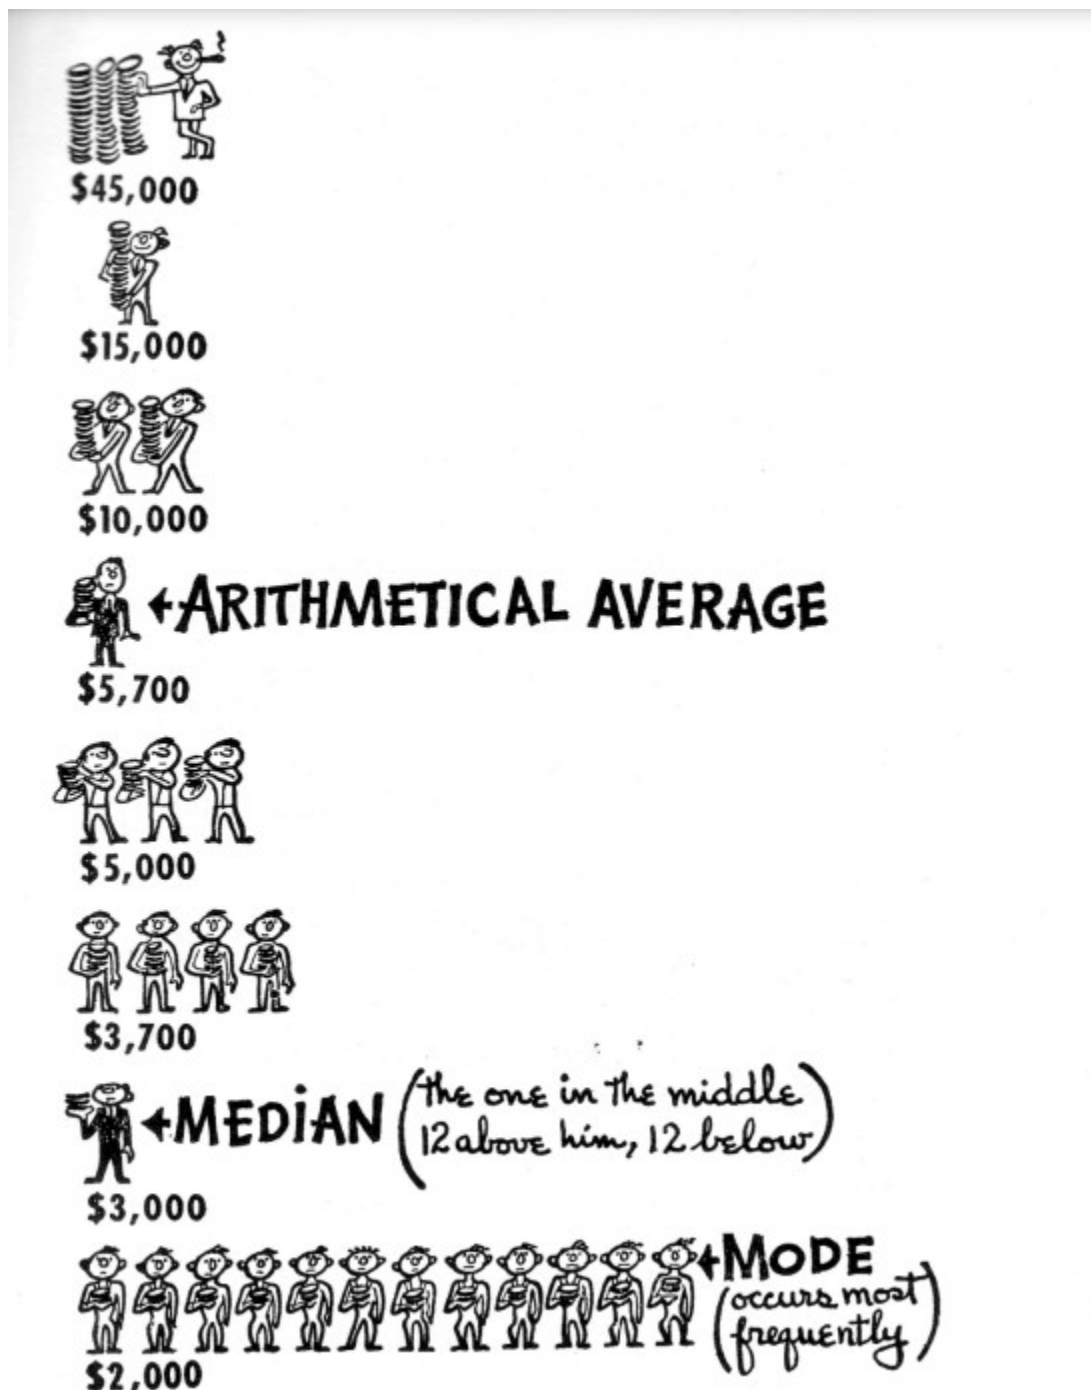 $45,000
$15,000
$10,000
←ARITHMETICAL AVERAGE
$5,700
$5,000
$3,700
←MEDIAN (the one in the middle
12 above him, 12 below)
$3,000
←MODE
(occurs most
frequently)
$2,000